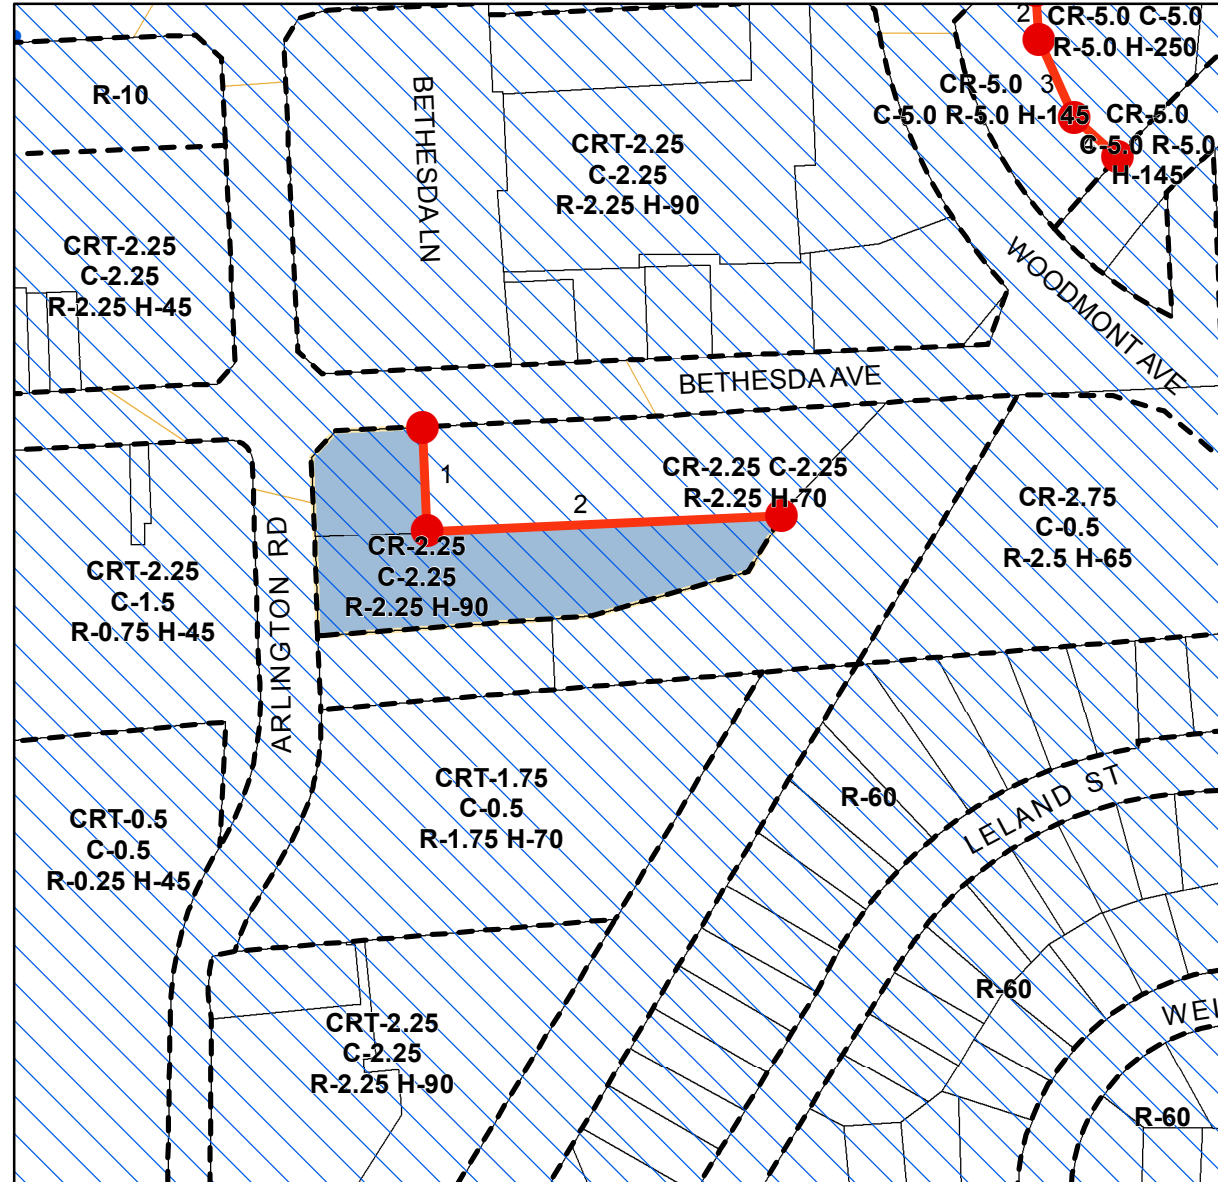 2
CR-5.0 C-5.0
R-5.0 H-250
3
CR-5.0
C-5.0 R-5.0 H-145
4
CR-5.0
C-5.0 R-5.0
H-145
R-10
BETHESDA LN
CRT-2.25
C-2.25
R-2.25 H-90
CRT-2.25
C-2.25
R-2.25 H-45
WOODMONT AVE
BETHESDA AVE
1
2
CR-2.25 C-2.25
R-2.25 H-70
CR-2.25
C-2.25
R-2.25 H-90
CR-2.75
C-0.5
R-2.5 H-65
ARLINGTON RD
CRT-2.25
C-1.5
R-0.75 H-45
CRT-1.75
C-0.5
R-1.75 H-70
R-60
LELAND ST
CRT-0.5
C-0.5
R-0.25 H-45
R-60
WEL
CRT-2.25
C-2.25
R-2.25 H-90
R-60